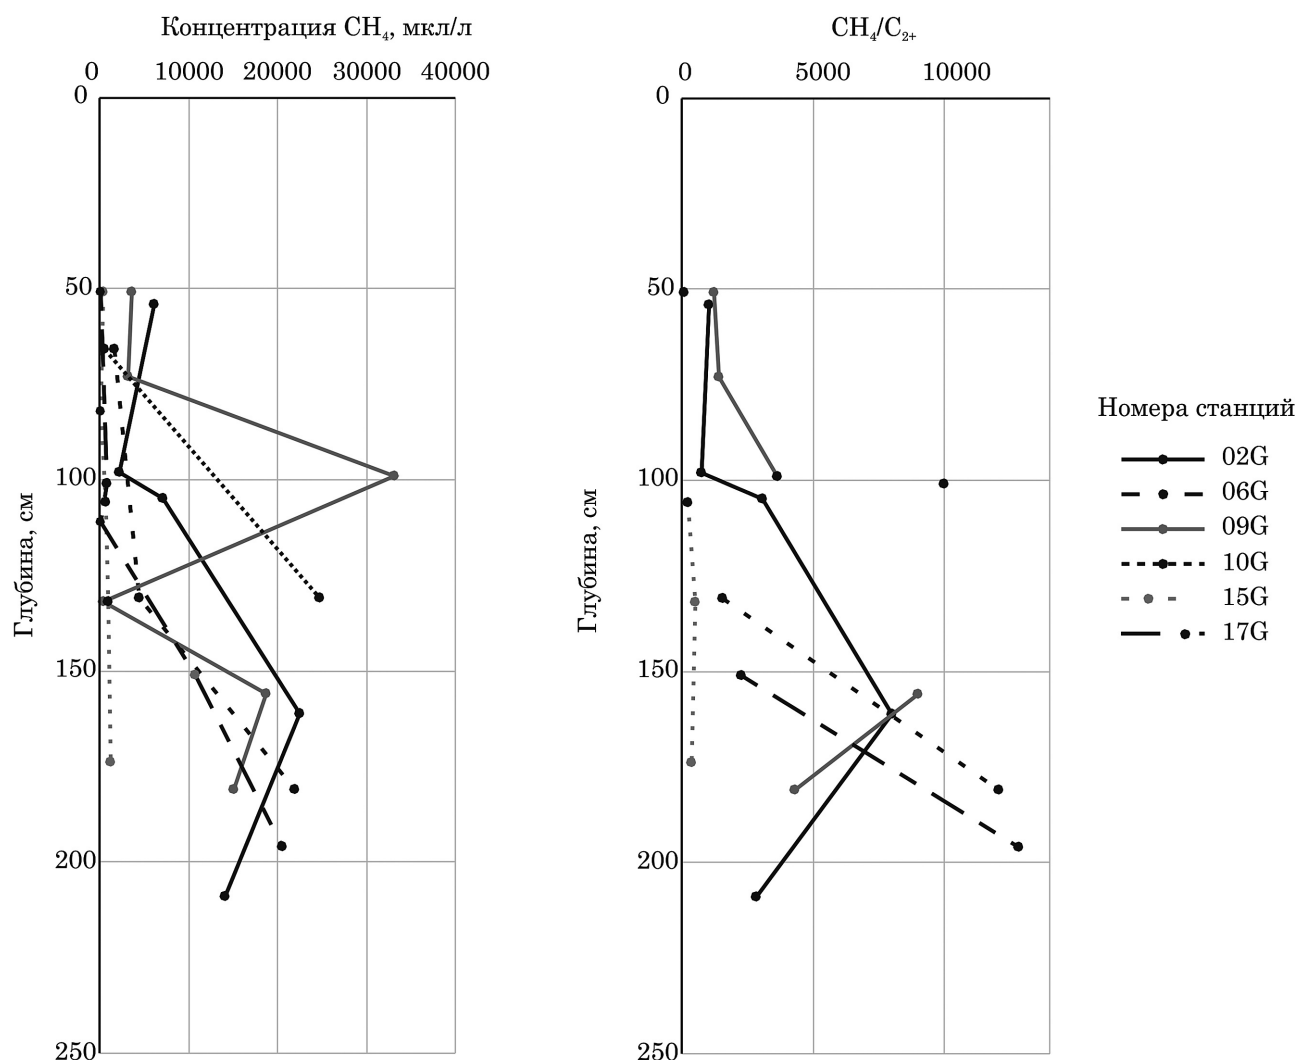 Концентрация CH₄, мкл/л
0 10000 20000 30000 40000
0
50
100
150
200
250
Глубина, см
CH₄/C₂₊
0 5000 10000
0
50
100
150
200
250
Глубина, см
Номера станций
02G
06G
09G
10G
15G
17G